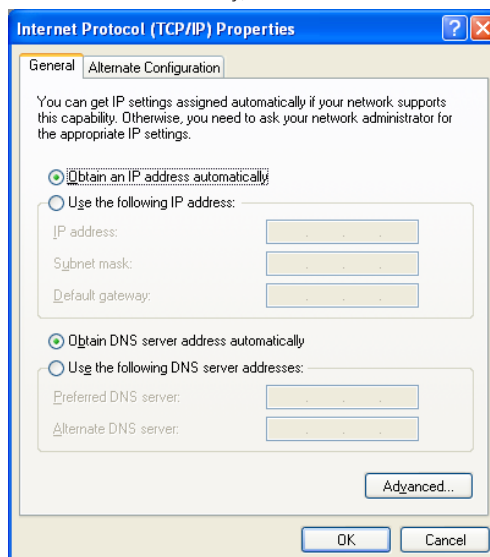 Internet Protocol (TCP/IP) Properties
General
Alternate Configuration
You can get IP settings assigned automatically if your network supports
this capability. Otherwise, you need to ask your network administrator for
the appropriate IP settings.
Obtain an IP address automatically
Use the following IP address:
IP address:
Subnet mask:
Default gateway:
Obtain DNS server address automatically
Use the following DNS server addresses:
Preferred DNS server:
Alternate DNS server:
Advanced...
OK
Cancel